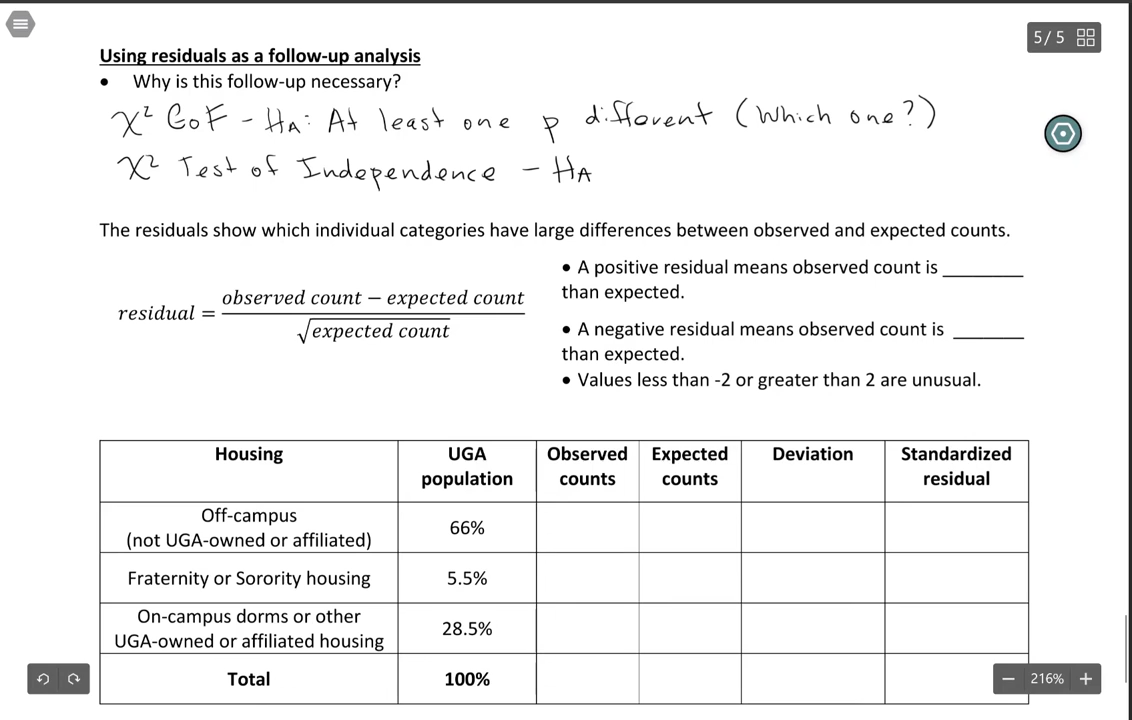 5/5
Using residuals as a follow-up analysis
• Why is this follow-up necessary?
χ² GoF - HA: At least one p different (Which one?)
χ² Test of Independence - HA
The residuals show which individual categories have large differences between observed and expected counts.
residual = (observed count − expected count) / √expected count
• A positive residual means observed count is ________
than expected.
• A negative residual means observed count is _______
than expected.
• Values less than -2 or greater than 2 are unusual.
Housing UGA population Observed counts Expected counts Deviation Standardized residual
Off-campus (not UGA-owned or affiliated) 66%
Fraternity or Sorority housing 5.5%
On-campus dorms or other UGA-owned or affiliated housing 28.5%
Total 100%
− 216% +